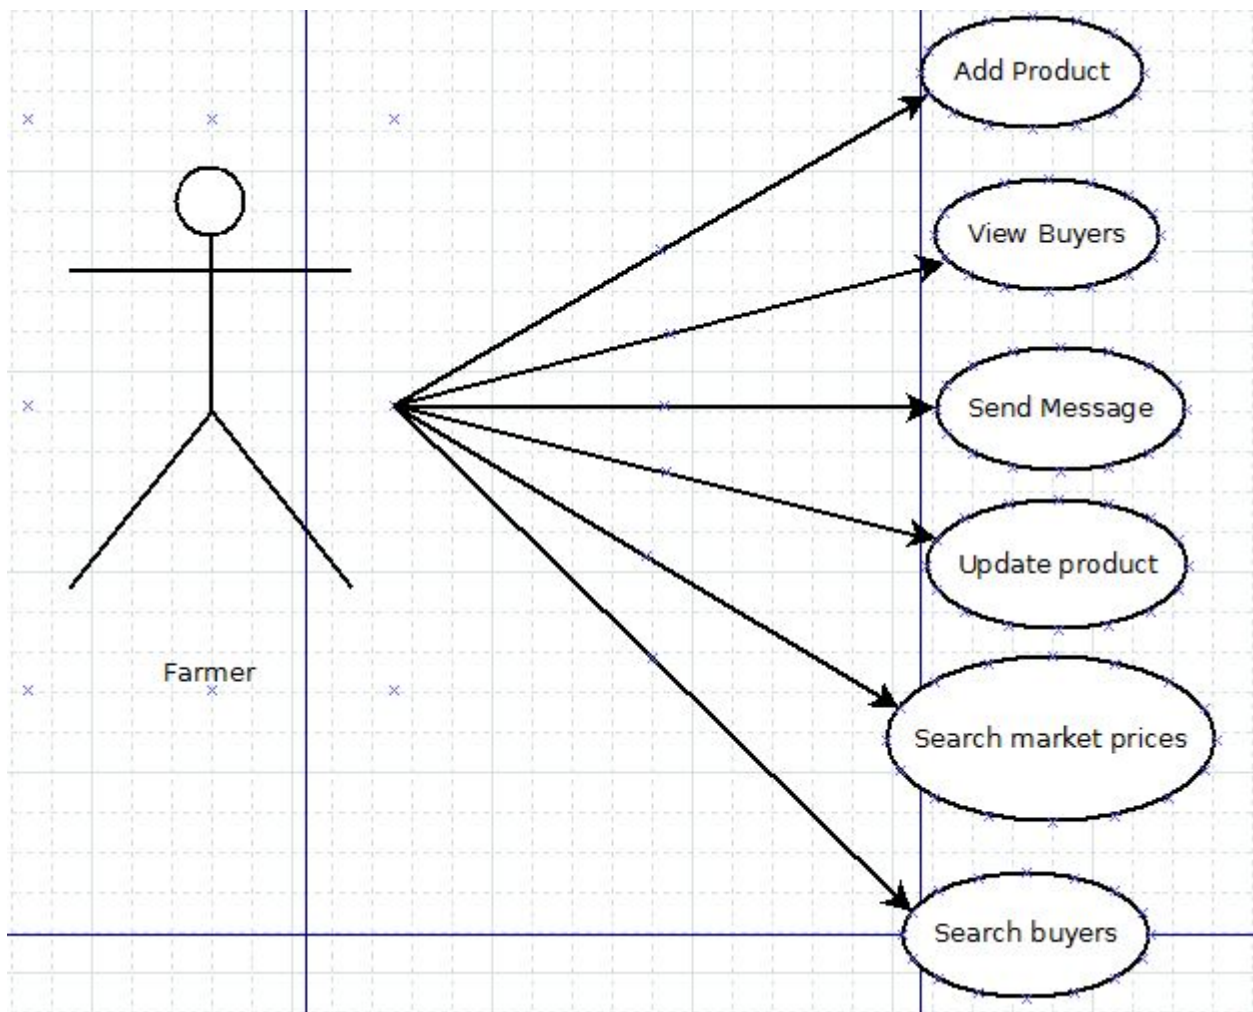 Add Product
View Buyers
Send Message
Update product
Farmer
Search market prices
Search buyers